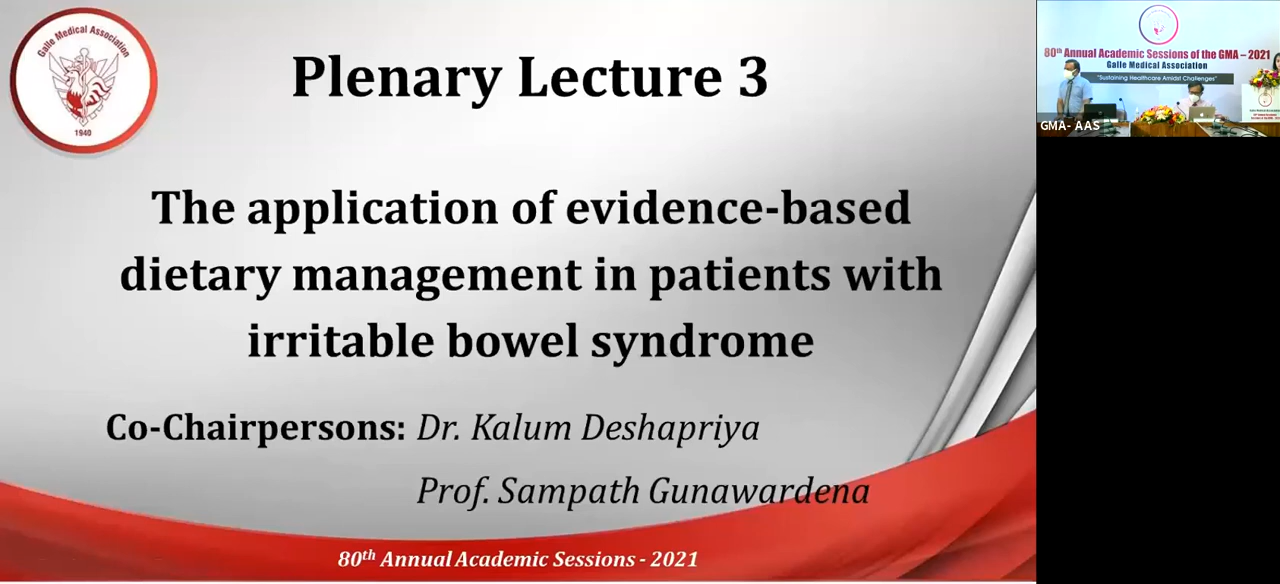 Galle Medical Association
1940
Plenary Lecture 3
The application of evidence-based
dietary management in patients with
irritable bowel syndrome
Co-Chairpersons: Dr. Kalum Deshapriya
Prof. Sampath Gunawardena
80th Annual Academic Sessions - 2021
80th Annual Academic Sessions of the GMA – 2021
Galle Medical Association
"Sustaining Healthcare Amidst Challenges"
GMA- AAS